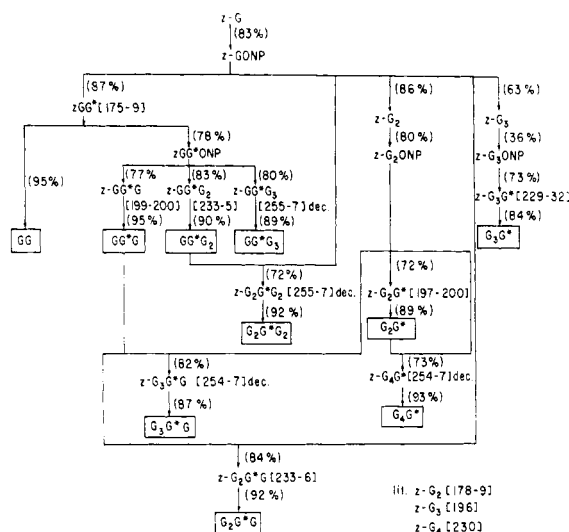 z-G
(83%)
z-GONP
(87%) (86%) (63%)
zGG*[175-9] z-G2 z-G3
(78%) (80%) (36%)
zGG*ONP z-G2ONP z-G3ONP
(95%) (77% (83%) (80%) (73%)
z-GG*G z-GG*G2 z-GG*G3 z-G3G* [229-32]
[199-200] [233-5] [255-7] dec. (84%)
(95%) (90%) (89%) (72%)
GG GG*G GG*G2 GG*G3 G3G*
(72%) z-G2G* [197-200]
z-G2G*G2 [255-7] dec. (89%)
(92%) G2G*
G2G*G2
(82%) (73%)
z-G3G*G [254-7] dec. z-G4G* [254-7] dec.
(87%) (93%)
G3G*G G4G*
(84%)
z-G2G*G [233-6]
(92%)
G2G*G
lit. z-G2 [178-9]
z-G3 [196]
z-G4 [230]